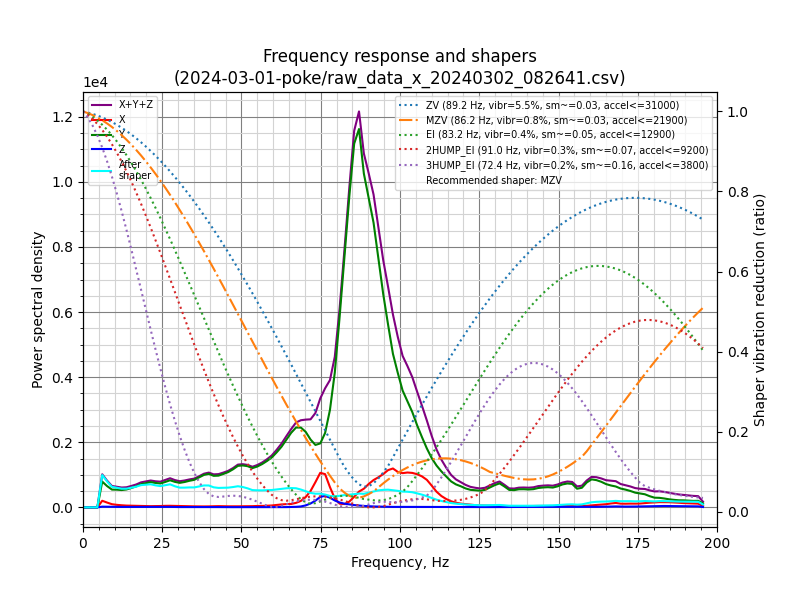 Frequency response and shapers
(2024-03-01-poke/raw_data_x_20240302_082641.csv)
1e4
X+Y+Z
X
Y
Z
After
shaper
ZV (89.2 Hz, vibr=5.5%, sm~=0.03, accel<=31000)
MZV (86.2 Hz, vibr=0.8%, sm~=0.03, accel<=21900)
EI (83.2 Hz, vibr=0.4%, sm~=0.05, accel<=12900)
2HUMP_EI (91.0 Hz, vibr=0.3%, sm~=0.07, accel<=9200)
3HUMP_EI (72.4 Hz, vibr=0.2%, sm~=0.16, accel<=3800)
Recommended shaper: MZV
Power spectral density
1.2
1.0
0.8
0.6
0.4
0.2
0.0
1.0
0.8
0.6
0.4
0.2
0.0
Shaper vibration reduction (ratio)
0 25 50 75 100 125 150 175 200
Frequency, Hz